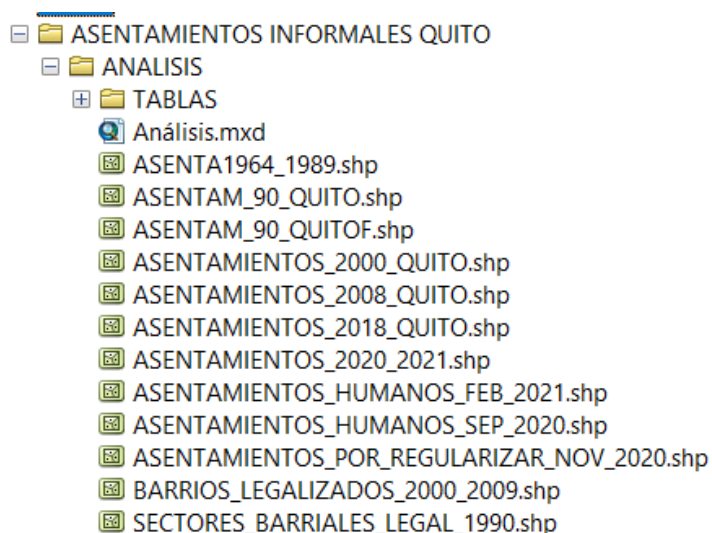 ASENTAMIENTOS INFORMALES QUITO
ANALISIS
TABLAS
Análisis.mxd
ASENTA1964_1989.shp
ASENTAM_90_QUITO.shp
ASENTAM_90_QUITOF.shp
ASENTAMIENTOS_2000_QUITO.shp
ASENTAMIENTOS_2008_QUITO.shp
ASENTAMIENTOS_2018_QUITO.shp
ASENTAMIENTOS_2020_2021.shp
ASENTAMIENTOS_HUMANOS_FEB_2021.shp
ASENTAMIENTOS_HUMANOS_SEP_2020.shp
ASENTAMIENTOS_POR_REGULARIZAR_NOV_2020.shp
BARRIOS_LEGALIZADOS_2000_2009.shp
SECTORES_BARRIALES_LEGAL_1990.shp